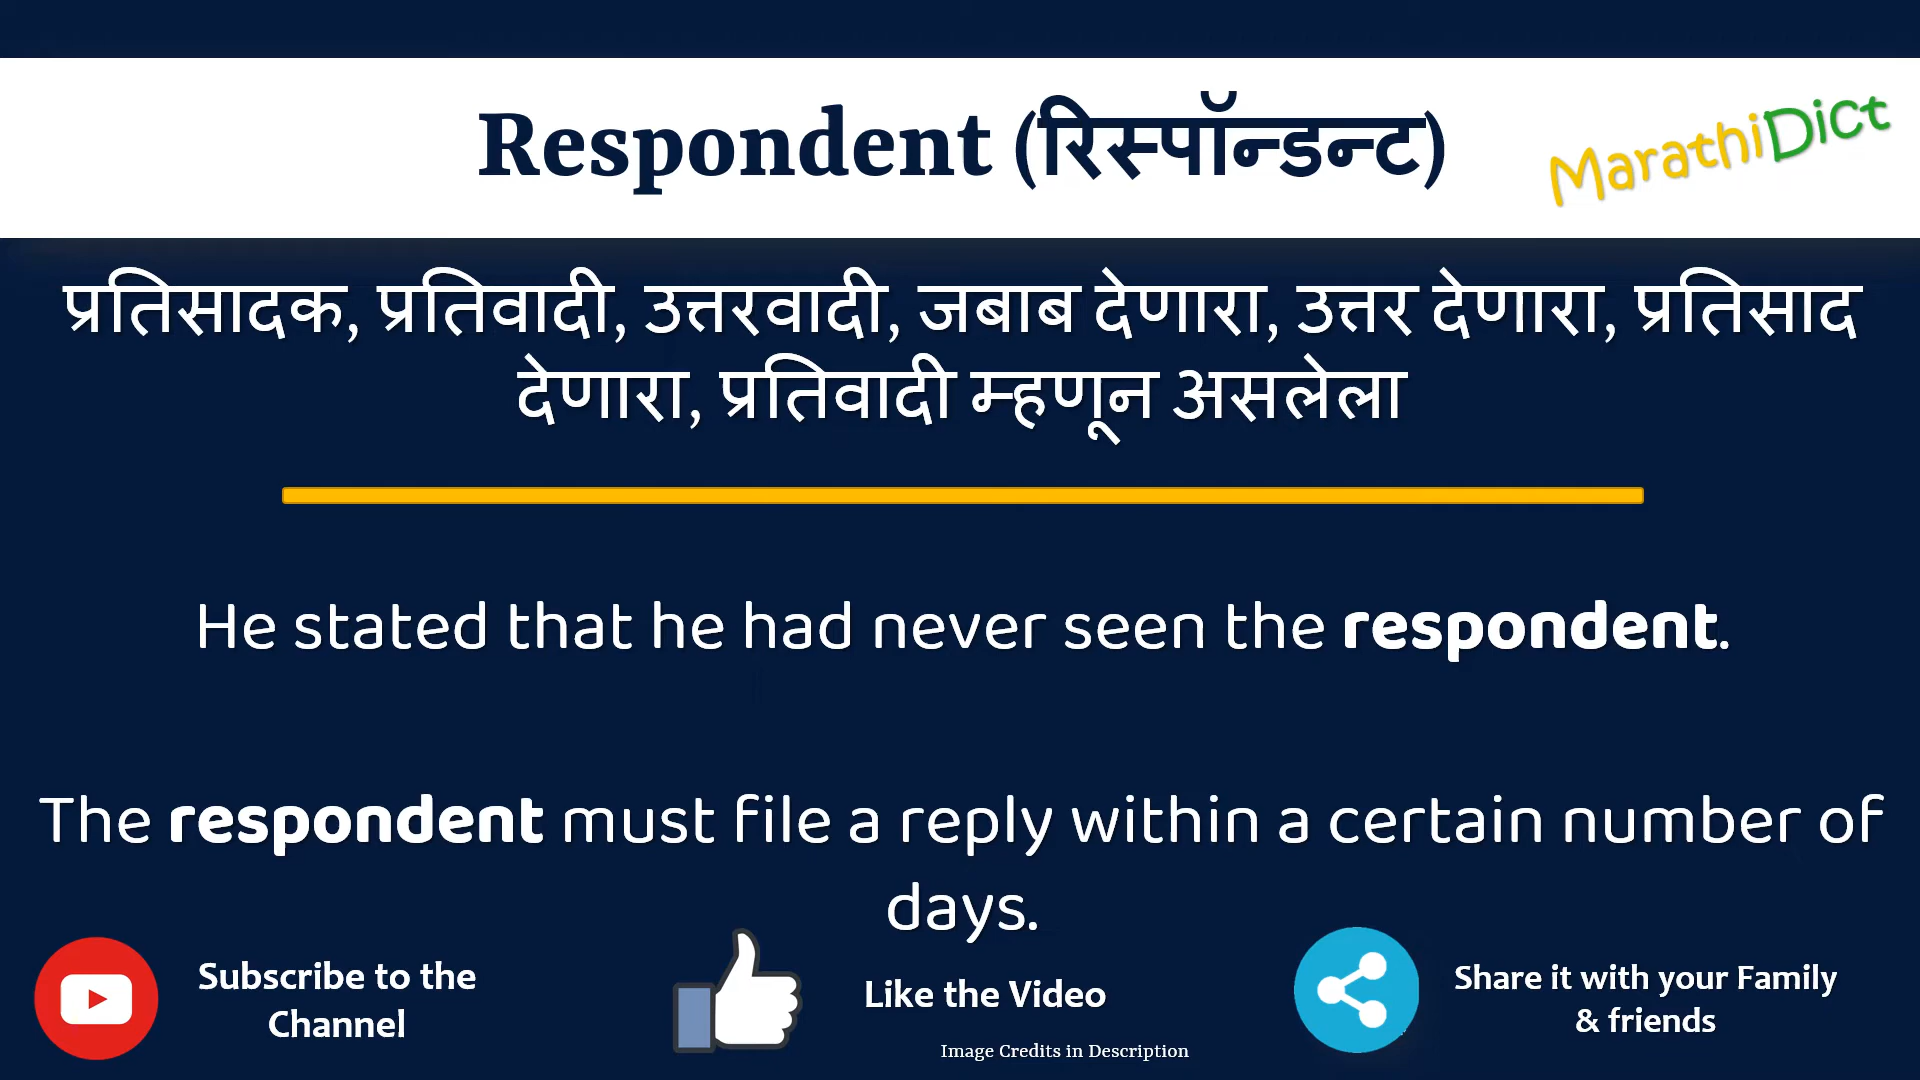 Respondent (रिस्पॉन्डन्ट)
MarathiDict
प्रतिसादक, प्रतिवादी, उत्तरवादी, जबाब देणारा, उत्तर देणारा, प्रतिसाद
देणारा, प्रतिवादी म्हणून असलेला
He stated that he had never seen the respondent.
The respondent must file a reply within a certain number of
days.
Subscribe to the
Channel
Like the Video
Share it with your Family
& friends
Image Credits in Description